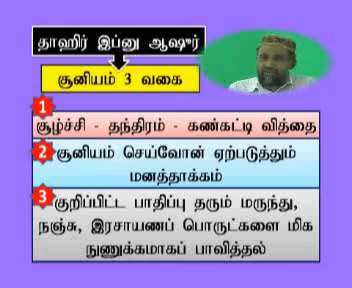 தாஹிர் இப்னு ஆஷுர்
சூனியம் 3 வகை
1
சூழ்ச்சி - தந்திரம் - கண்கட்டி வித்தை
2
சூனியம் செய்வோன் ஏற்படுத்தும்
மனத்தாக்கம்
3
குறிப்பிட்ட பாதிப்பு தரும் மருந்து,
நஞ்சு, இரசாயணப் பொருட்களை மிக
நுணுக்கமாகப் பாவித்தல்